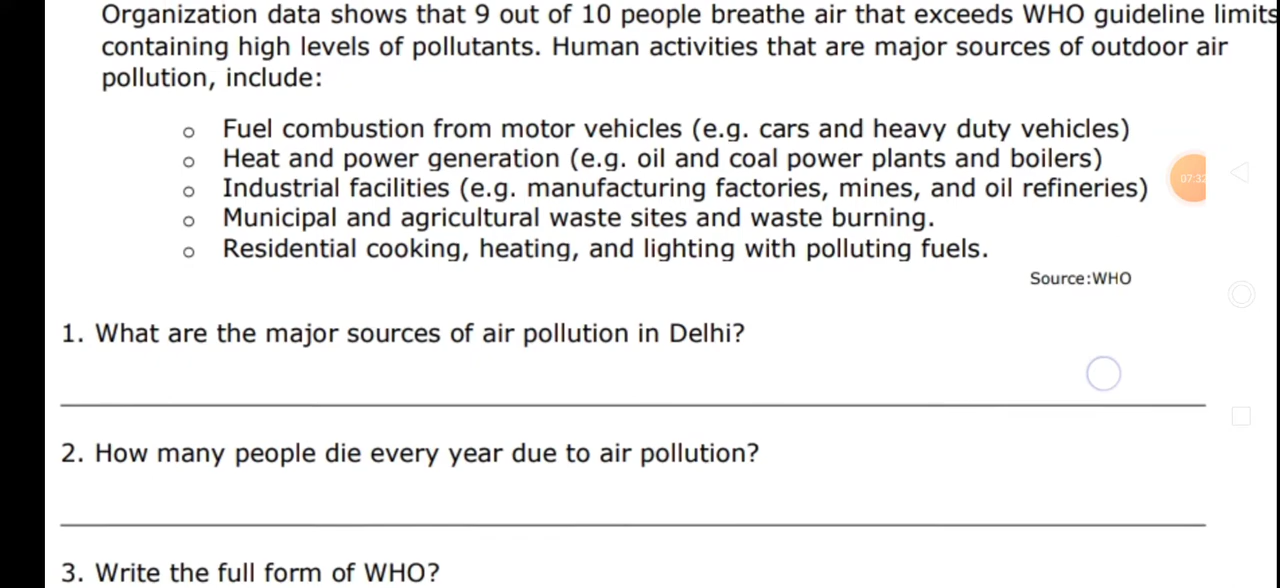 Organization data shows that 9 out of 10 people breathe air that exceeds WHO guideline limits
containing high levels of pollutants. Human activities that are major sources of outdoor air
pollution, include:
o Fuel combustion from motor vehicles (e.g. cars and heavy duty vehicles)
o Heat and power generation (e.g. oil and coal power plants and boilers)
o Industrial facilities (e.g. manufacturing factories, mines, and oil refineries)
o Municipal and agricultural waste sites and waste burning.
o Residential cooking, heating, and lighting with polluting fuels.
07:32
Source:WHO
1. What are the major sources of air pollution in Delhi?
2. How many people die every year due to air pollution?
3. Write the full form of WHO?